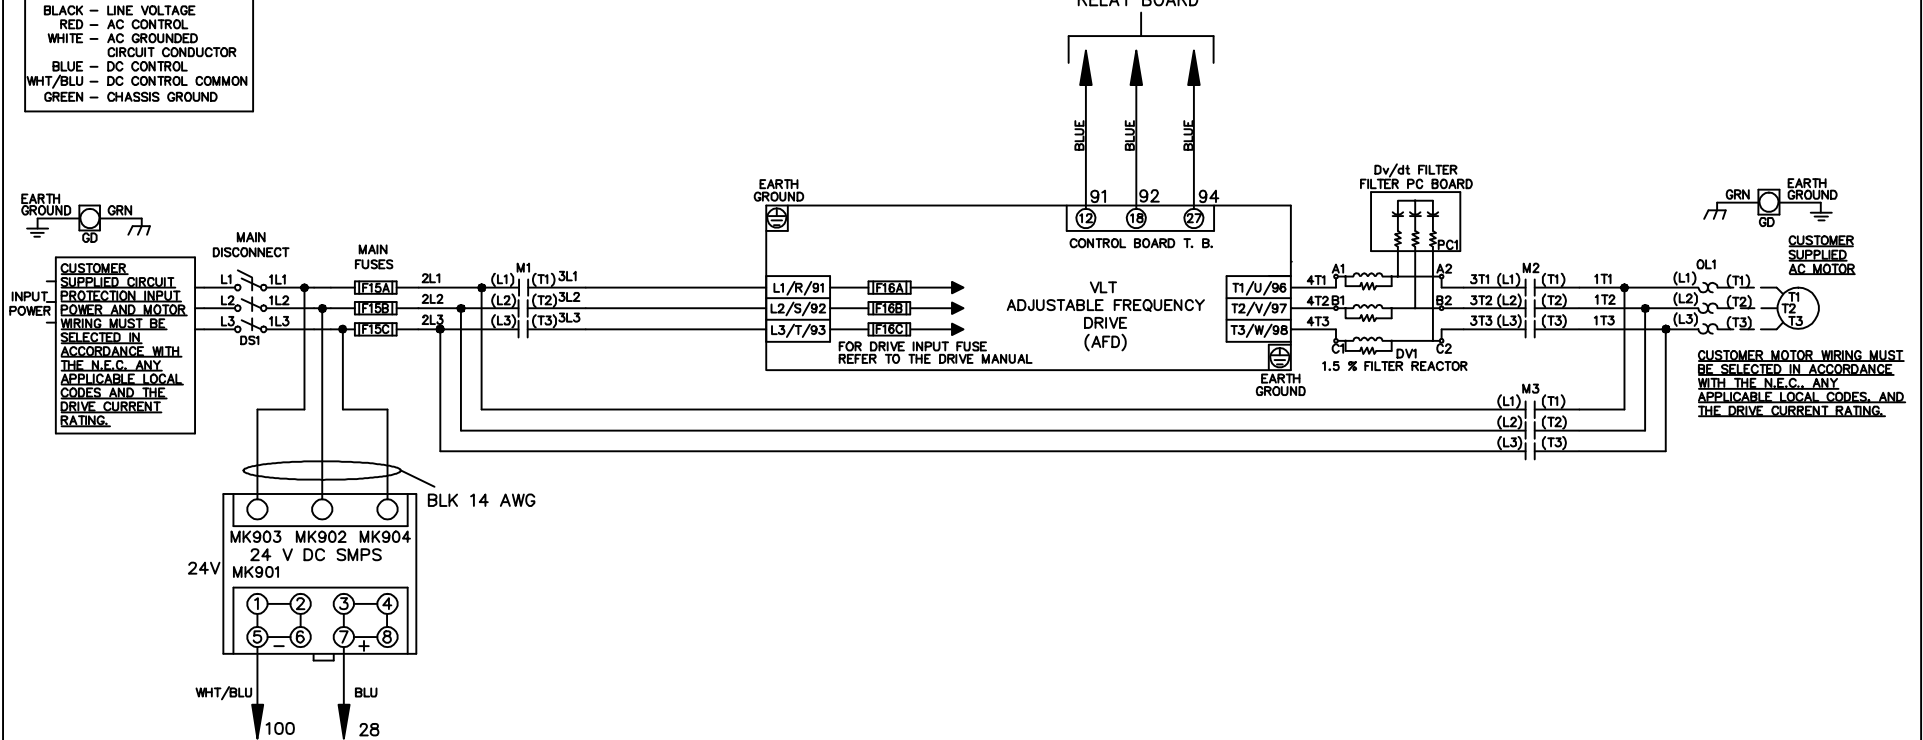 BLACK – LINE VOLTAGE
RED – AC CONTROL
WHITE – AC GROUNDED
CIRCUIT CONDUCTOR
BLUE – DC CONTROL
WHT/BLU – DC CONTROL COMMON
GREEN – CHASSIS GROUND
RELAY BOARD
BLUE
BLUE
BLUE
91
92
94
12
18
27
CONTROL BOARD T. B.
EARTH
GROUND
GRN
GD
MAIN
DISCONNECT
MAIN
FUSES
EARTH
GROUND
Dv/dt FILTER
FILTER PC BOARD
PC1
GRN
EARTH
GROUND
GD
CUSTOMER
SUPPLIED
AC MOTOR
INPUT
POWER
CUSTOMER
SUPPLIED CIRCUIT
PROTECTION INPUT
POWER AND MOTOR
WIRING MUST BE
SELECTED IN
ACCORDANCE WITH
THE N.E.C. ANY
APPLICABLE LOCAL
CODES AND THE
DRIVE CURRENT
RATING.
L1 1L1
L2 1L2
L3 1L3
DS1
F15A
F15B
F15C
2L1
2L2
2L3
M1
(L1) (T1) 3L1
(L2) (T2) 3L2
(L3) (T3) 3L3
L1/R/91
L2/S/92
L3/T/93
F16A
F16B
F16C
FOR DRIVE INPUT FUSE
REFER TO THE DRIVE MANUAL
VLT
ADJUSTABLE FREQUENCY
DRIVE
(AFD)
T1/U/96
T2/V/97
T3/W/98
EARTH
GROUND
4T1 A1 A2
4T2 B1 B2
4T3 C1 C2
DV1
1.5 % FILTER REACTOR
M2
3T1 (L1) (T1) 1T1
3T2 (L2) (T2) 1T2
3T3 (L3) (T3) 1T3
OL1
(L1) (T1)
(L2) (T2)
(L3) (T3)
T1
T2
T3
CUSTOMER MOTOR WIRING MUST
BE SELECTED IN ACCORDANCE
WITH THE N.E.C., ANY
APPLICABLE LOCAL CODES, AND
THE DRIVE CURRENT RATING.
M3
(L1) (T1)
(L2) (T2)
(L3) (T3)
BLK 14 AWG
MK903 MK902 MK904
24 V DC SMPS
24V
MK901
1 2 3 4
5 6 7 8
– +
WHT/BLU
BLU
100
28